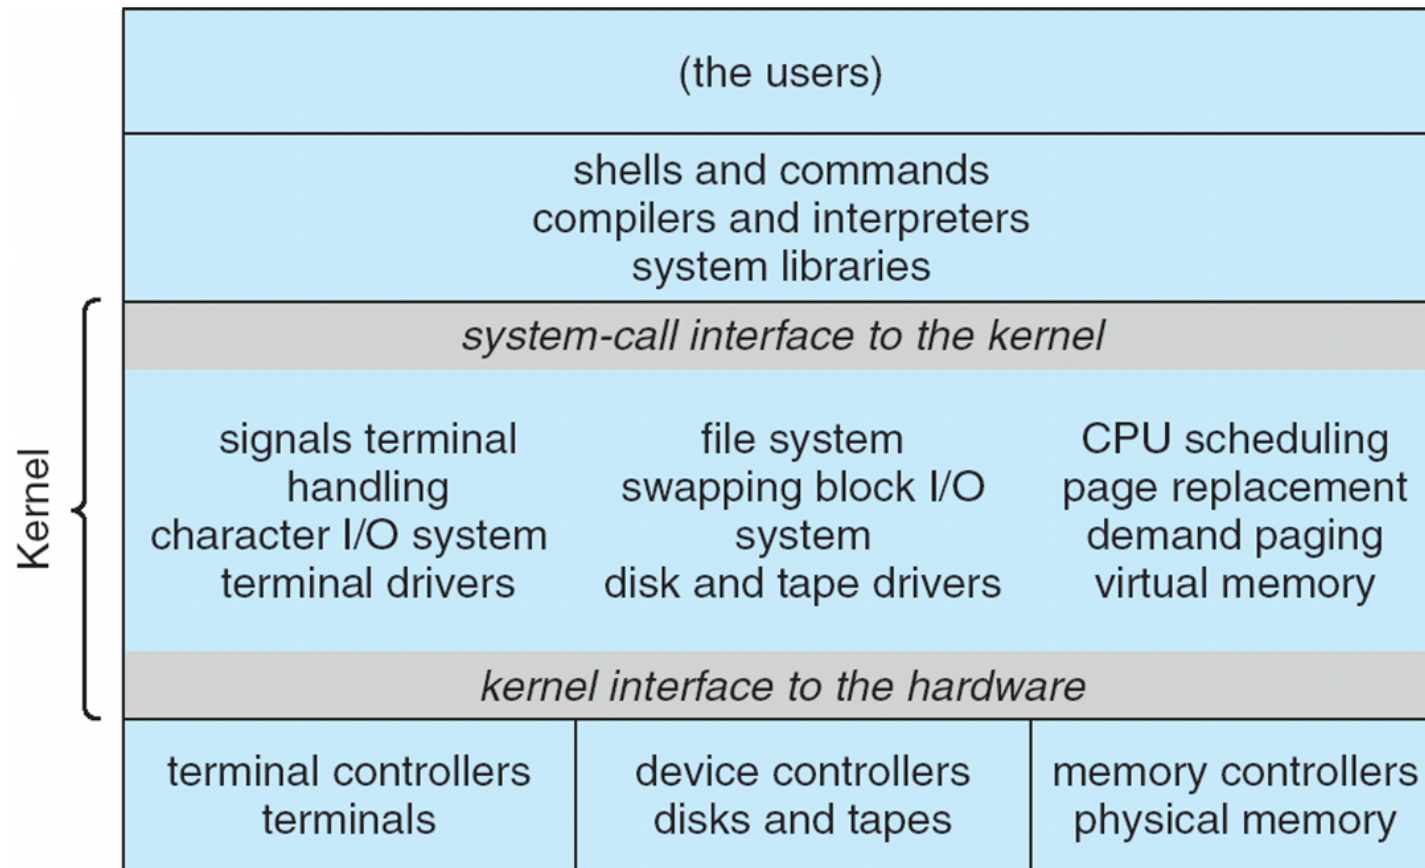 (the users)
shells and commands
compilers and interpreters
system libraries
system-call interface to the kernel
Kernel
signals terminal
handling
character I/O system
terminal drivers
file system
swapping block I/O
system
disk and tape drivers
CPU scheduling
page replacement
demand paging
virtual memory
kernel interface to the hardware
terminal controllers
terminals
device controllers
disks and tapes
memory controllers
physical memory